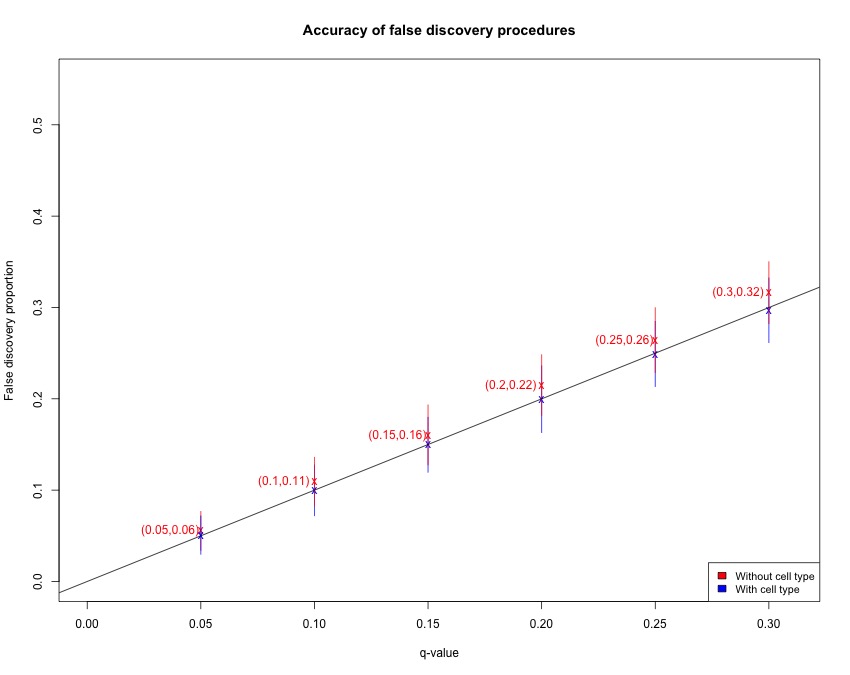 Accuracy of false discovery procedures
False discovery proportion
0.5
0.4
0.3
0.2
0.1
0.0
(0.3,0.32)
(0.25,0.26)
(0.2,0.22)
(0.15,0.16)
(0.1,0.11)
(0.05,0.06)
Without cell type
With cell type
0.00 0.05 0.10 0.15 0.20 0.25 0.30
q-value